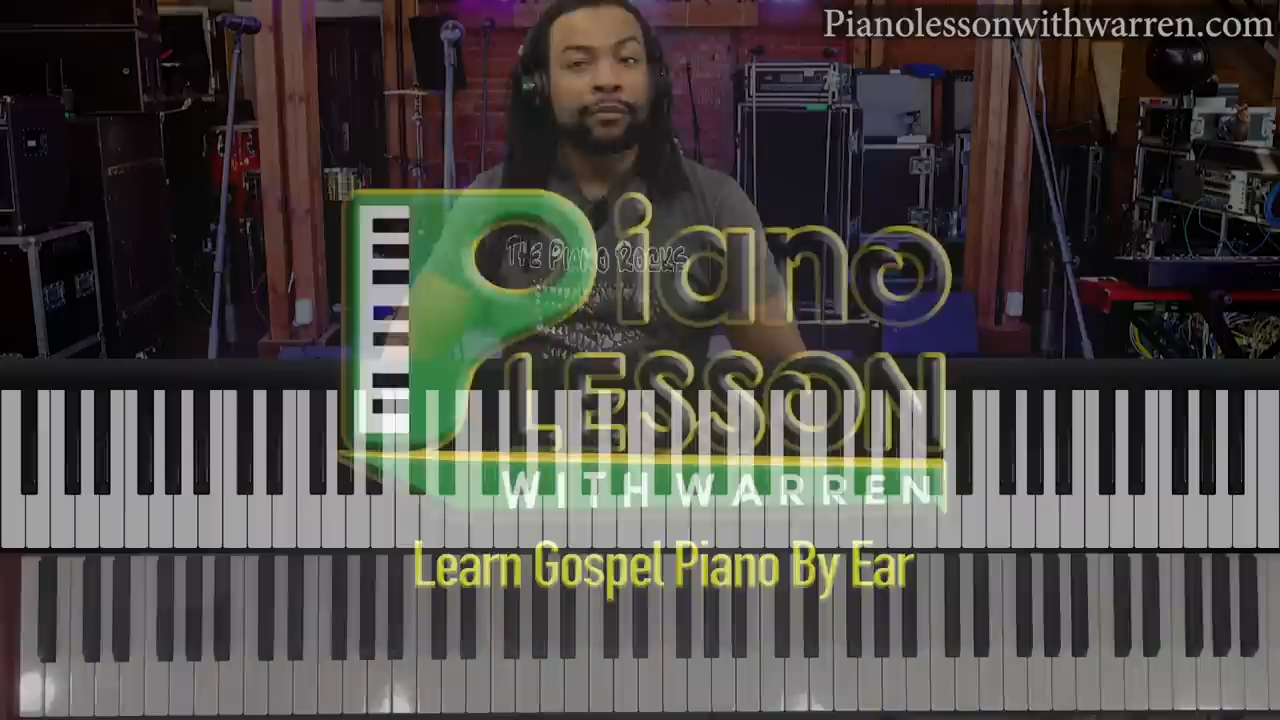 Pianolessonwithwarren.com
THE PIANO ROCKS
Piano
LESSON
WITH WARREN
Learn Gospel Piano By Ear